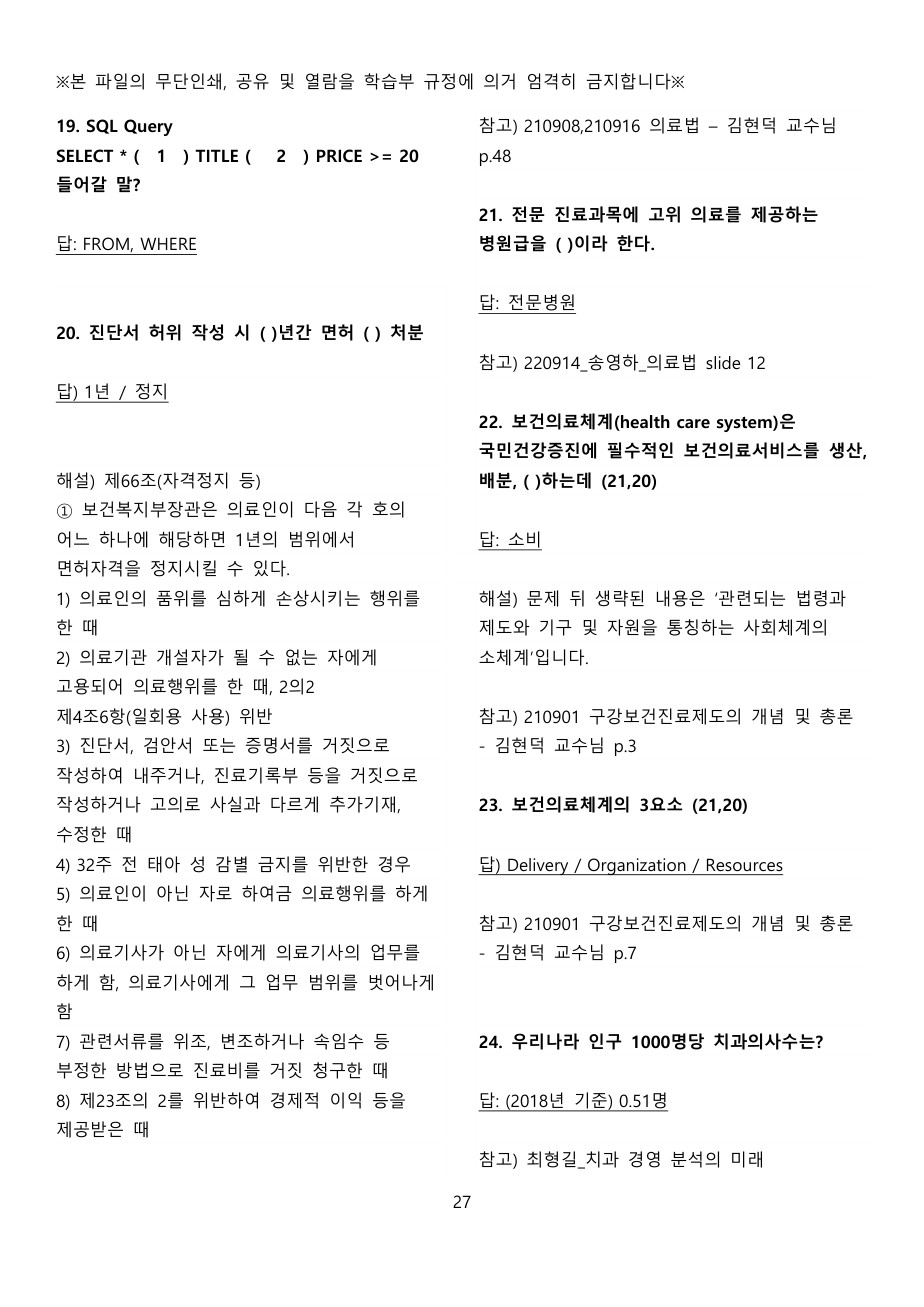 ※본 파일의 무단인쇄, 공유 및 열람을 학습부 규정에 의거 엄격히 금지합니다※
19. SQL Query
SELECT * ( 1 ) TITLE ( 2 ) PRICE >= 20
들어갈 말?
답: FROM, WHERE
20. 진단서 허위 작성 시 ( )년간 면허 ( ) 처분
답) 1년 / 정지
해설) 제66조(자격정지 등)
① 보건복지부장관은 의료인이 다음 각 호의
어느 하나에 해당하면 1년의 범위에서
면허자격을 정지시킬 수 있다.
1) 의료인의 품위를 심하게 손상시키는 행위를
한 때
2) 의료기관 개설자가 될 수 없는 자에게
고용되어 의료행위를 한 때, 2의2
제4조6항(일회용 사용) 위반
3) 진단서, 검안서 또는 증명서를 거짓으로
작성하여 내주거나, 진료기록부 등을 거짓으로
작성하거나 고의로 사실과 다르게 추가기재,
수정한 때
4) 32주 전 태아 성 감별 금지를 위반한 경우
5) 의료인이 아닌 자로 하여금 의료행위를 하게
한 때
6) 의료기사가 아닌 자에게 의료기사의 업무를
하게 함, 의료기사에게 그 업무 범위를 벗어나게
함
7) 관련서류를 위조, 변조하거나 속임수 등
부정한 방법으로 진료비를 거짓 청구한 때
8) 제23조의 2를 위반하여 경제적 이익 등을
제공받은 때
참고) 210908,210916 의료법 – 김현덕 교수님
p.48
21. 전문 진료과목에 고위 의료를 제공하는
병원급을 ( )이라 한다.
답: 전문병원
참고) 220914_송영하_의료법 slide 12
22. 보건의료체계(health care system)은
국민건강증진에 필수적인 보건의료서비스를 생산,
배분, ( )하는데 (21,20)
답: 소비
해설) 문제 뒤 생략된 내용은 ‘관련되는 법령과
제도와 기구 및 자원을 통칭하는 사회체계의
소체계’입니다.
참고) 210901 구강보건진료제도의 개념 및 총론
- 김현덕 교수님 p.3
23. 보건의료체계의 3요소 (21,20)
답) Delivery / Organization / Resources
참고) 210901 구강보건진료제도의 개념 및 총론
- 김현덕 교수님 p.7
24. 우리나라 인구 1000명당 치과의사수는?
답: (2018년 기준) 0.51명
참고) 최형길_치과 경영 분석의 미래
27